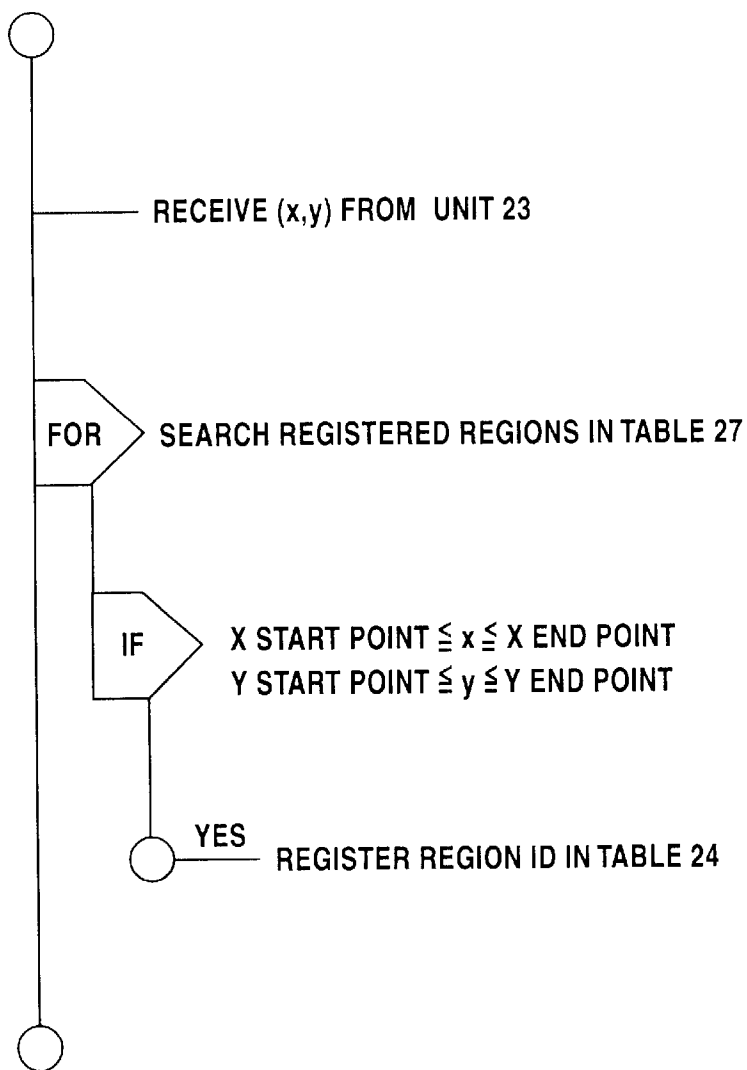 RECEIVE (x,y) FROM UNIT 23
FOR SEARCH REGISTERED REGIONS IN TABLE 27
IF X START POINT ≦ x ≦ X END POINT
Y START POINT ≦ y ≦ Y END POINT
YES
REGISTER REGION ID IN TABLE 24